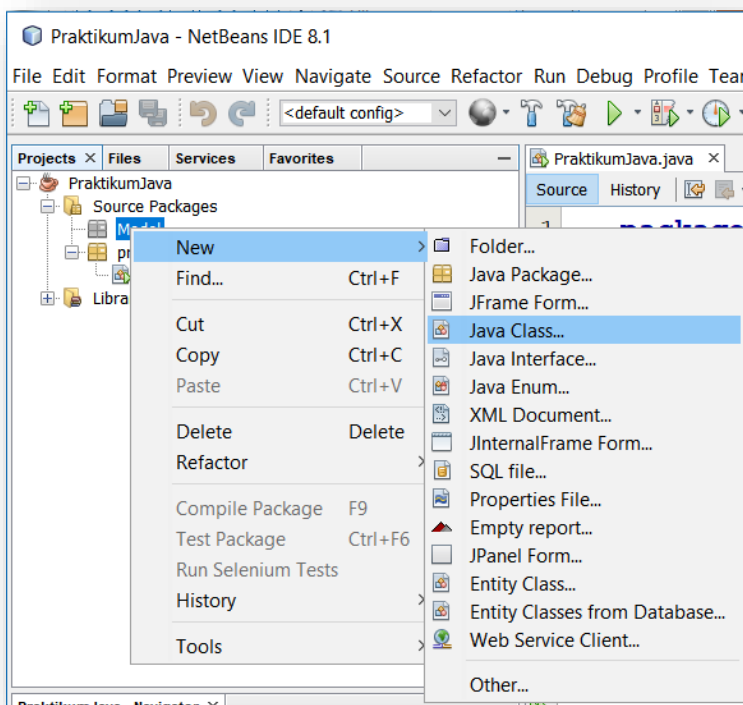 PraktikumJava - NetBeans IDE 8.1
File Edit Format Preview View Navigate Source Refactor Run Debug Profile
<default config>
Projects Files Services Favorites
PraktikumJava.java
PraktikumJava
Source History
Source Packages
1 package
Model
New
Find... Ctrl+F
Cut Ctrl+X
Copy Ctrl+C
Paste Ctrl+V
Delete Delete
Refactor
Compile Package F9
Test Package Ctrl+F6
Run Selenium Tests
History
Tools
Folder...
Java Package...
JFrame Form...
Java Class...
Java Interface...
Java Enum...
XML Document...
JInternalFrame Form...
SQL file...
Properties File...
Empty report...
JPanel Form...
Entity Class...
Entity Classes from Database...
Web Service Client...
Other...